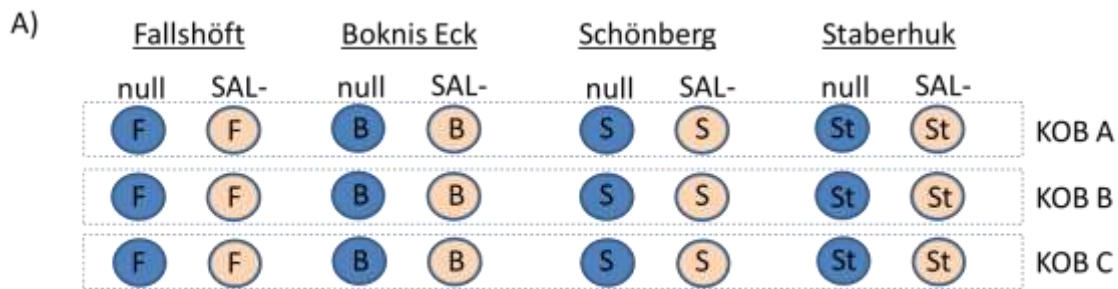 A)
Fallshöft Boknis Eck Schönberg Staberhuk
null SAL- null SAL- null SAL- null SAL-
F F B B S S St St KOB A
F F B B S S St St KOB B
F F B B S S St St KOB C